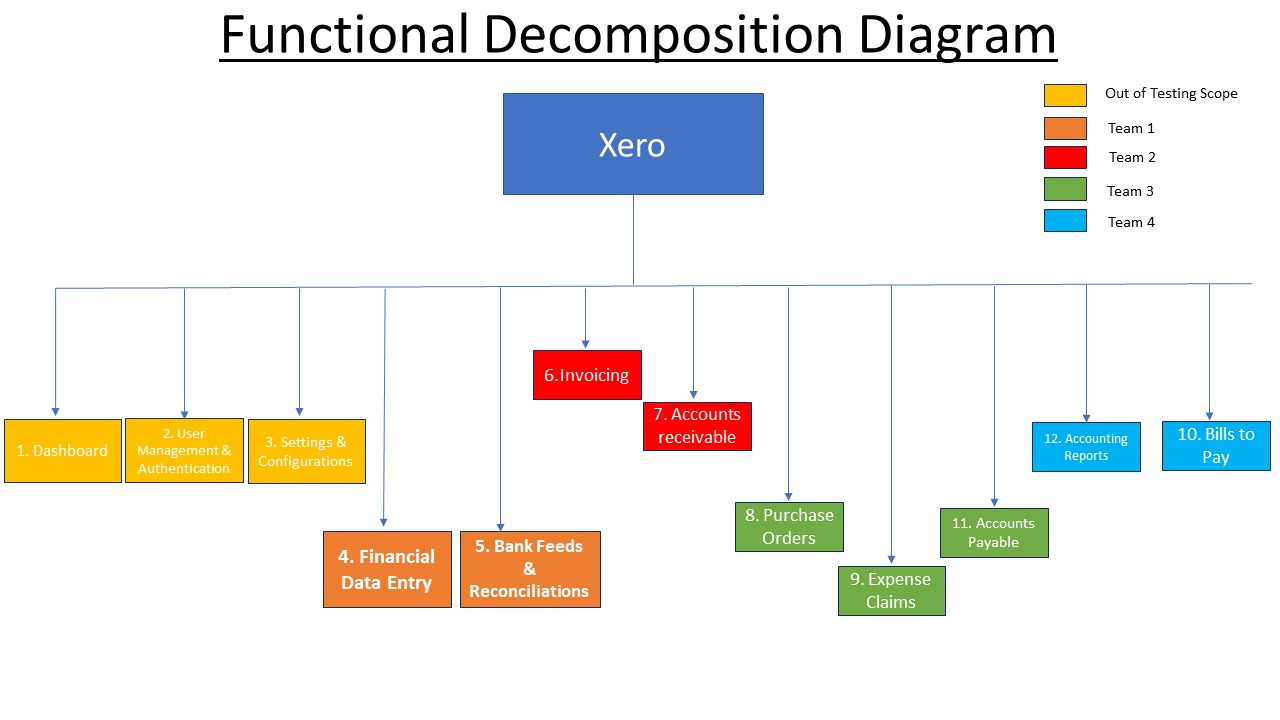 Functional Decomposition Diagram
Xero
Out of Testing Scope
Team 1
Team 2
Team 3
Team 4
1. Dashboard
2. User
Management &
Authentication
3. Settings &
Configurations
4. Financial
Data Entry
5. Bank Feeds
&
Reconciliations
6.Invoicing
7. Accounts
receivable
8. Purchase
Orders
9. Expense
Claims
11. Accounts
Payable
12. Accounting
Reports
10. Bills to
Pay